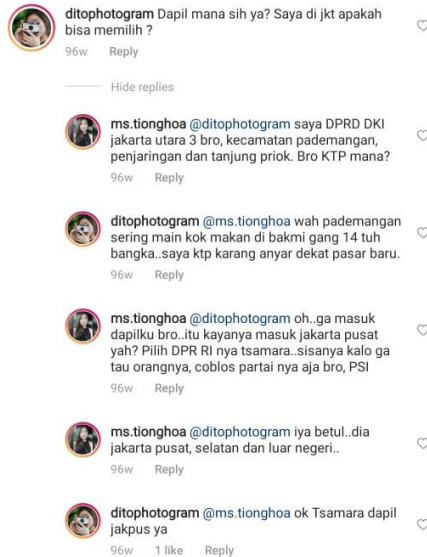 ditophotogram Dapil mana sih ya? Saya di jkt apakah
bisa memilih ?
96w Reply
Hide replies
ms.tionghoa @ditophotogram saya DPRD DKI
jakarta utara 3 bro, kecamatan pademangan,
penjaringan dan tanjung priok. Bro KTP mana?
96w Reply
ditophotogram @ms.tionghoa wah pademangan
sering main kok makan di bakmi gang 14 tuh
bangka..saya ktp karang anyar dekat pasar baru.
96w Reply
ms.tionghoa @ditophotogram oh..ga masuk
dapilku bro..itu kayanya masuk jakarta pusat
yah? Pilih DPR RI nya tsamara..sisanya kalo ga
tau orangnya, coblos partai nya aja bro, PSI
96w Reply
ms.tionghoa @ditophotogram iya betul..dia
jakarta pusat, selatan dan luar negeri..
96w Reply
ditophotogram @ms.tionghoa ok Tsamara dapil
jakpus ya
96w 1 like Reply